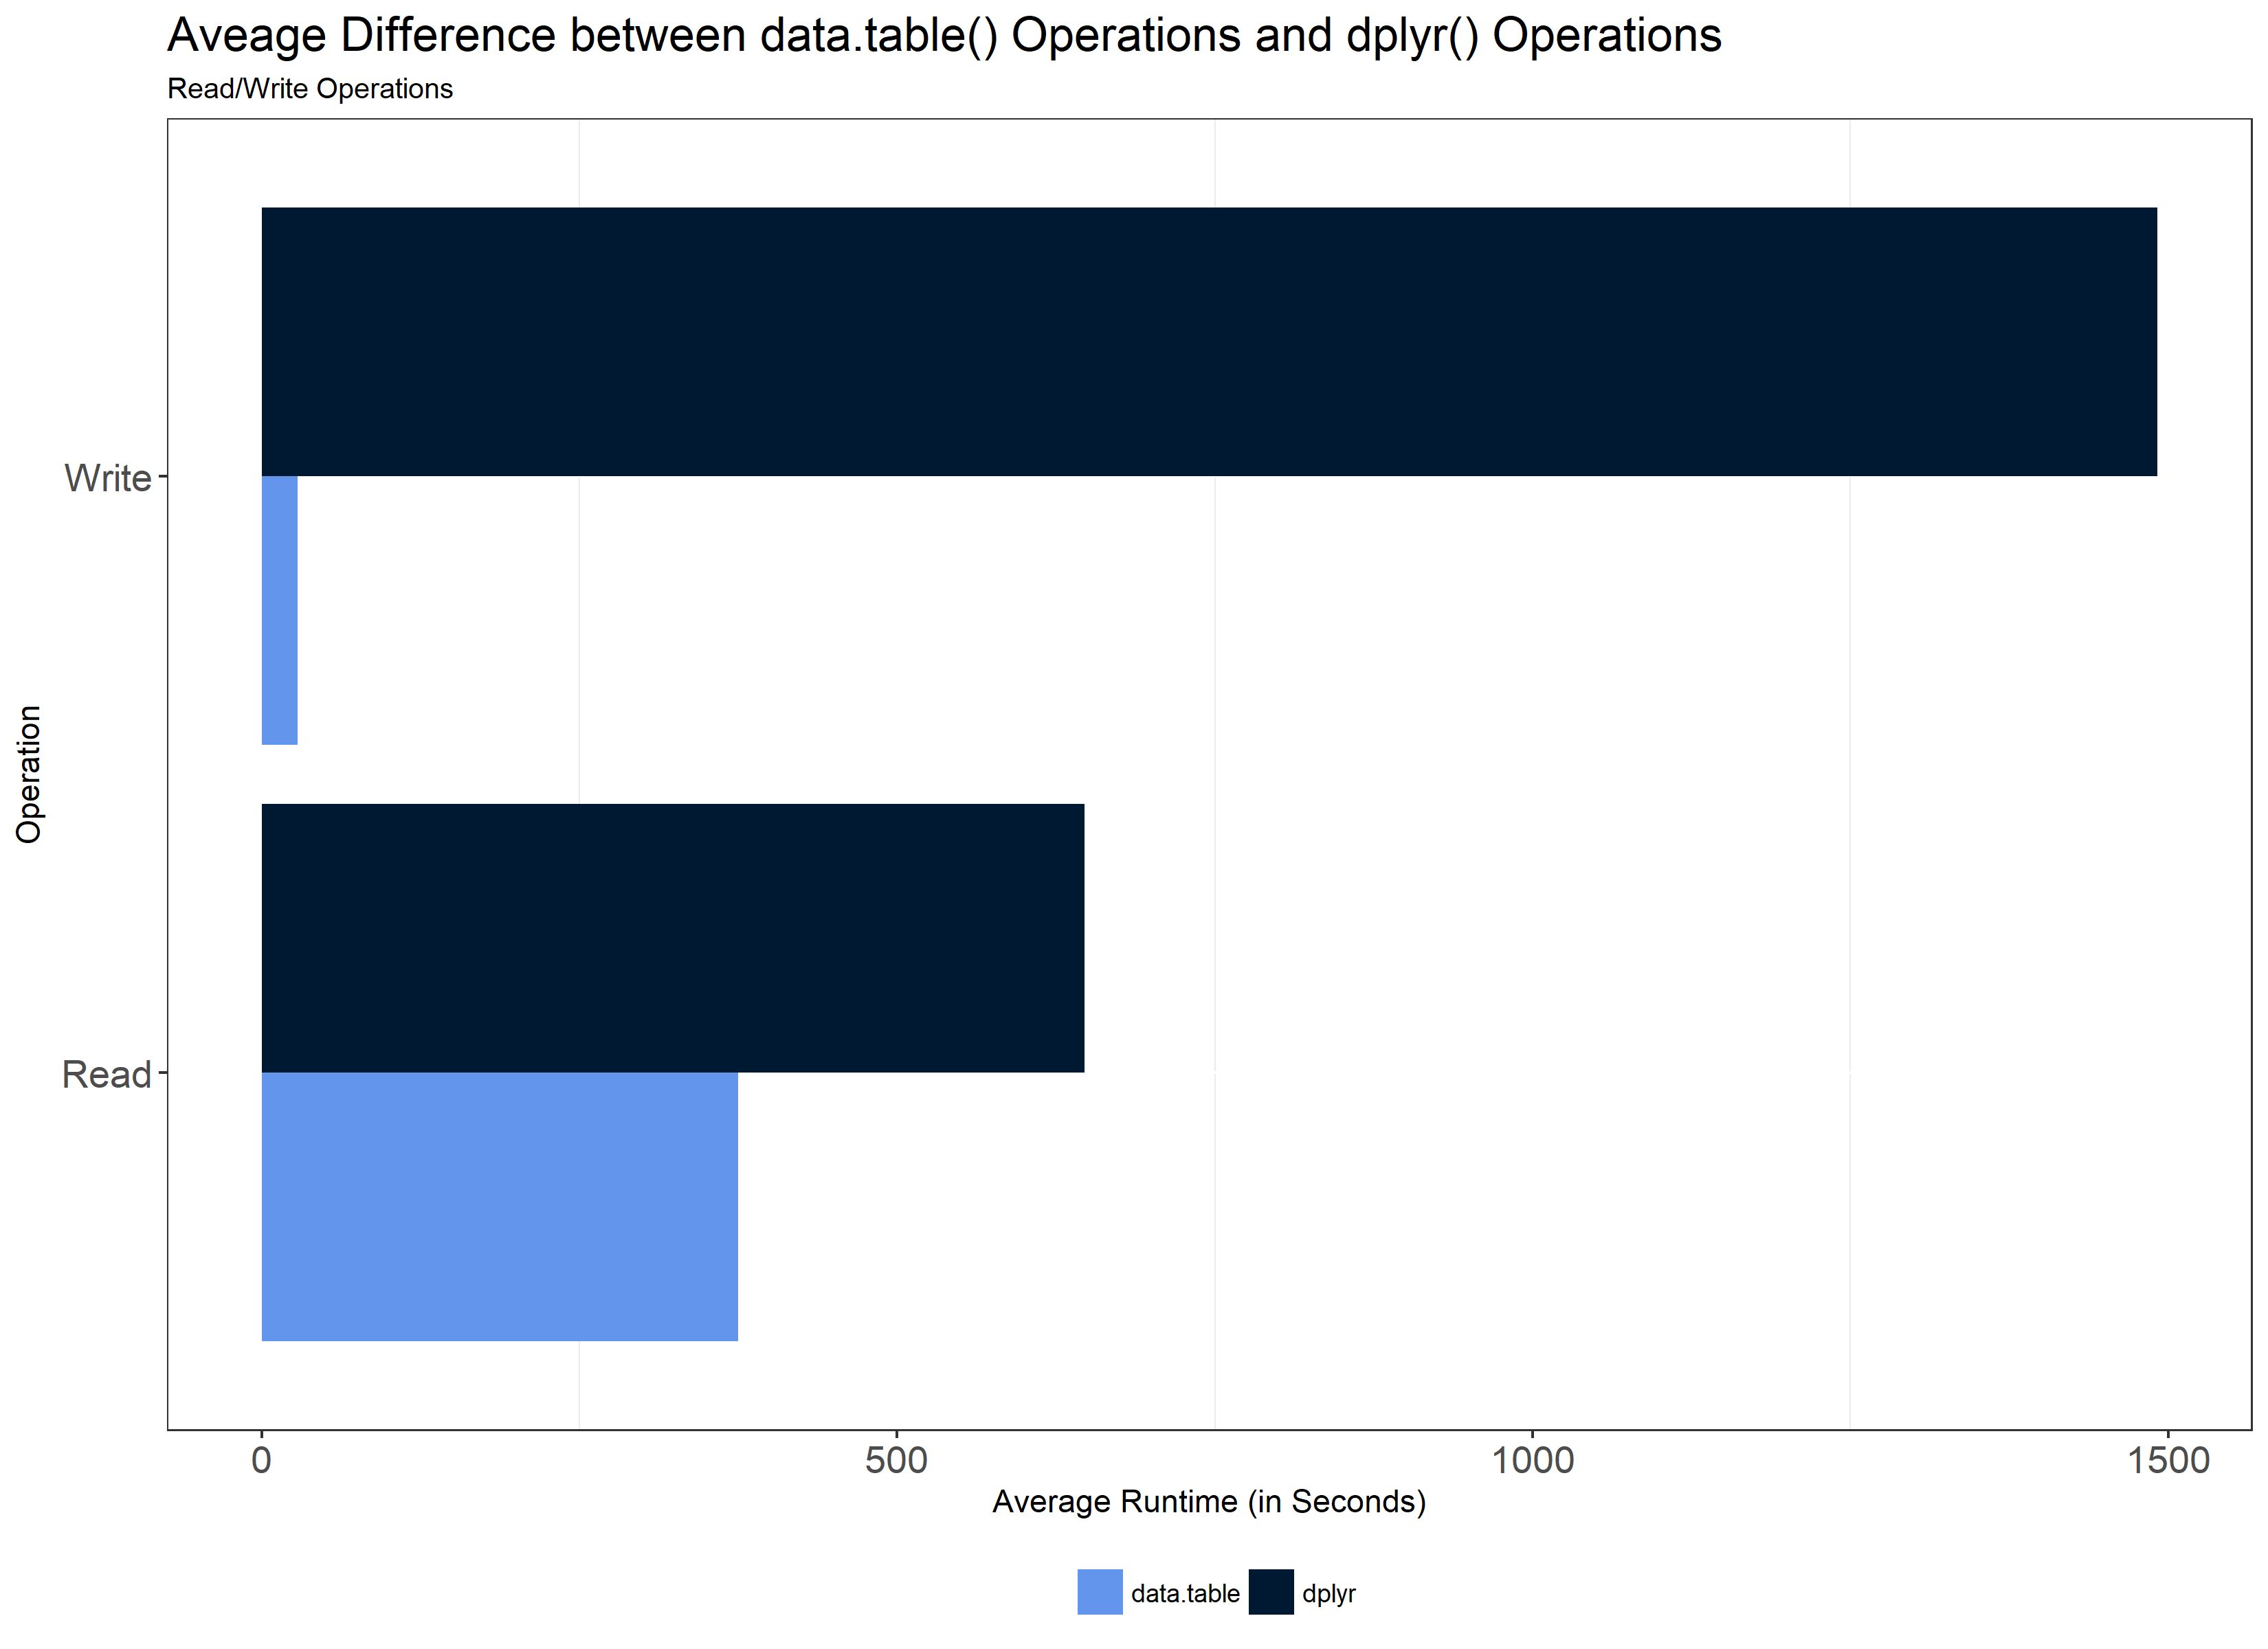 Aveage Difference between data.table() Operations and dplyr() Operations
Read/Write Operations
Operation
Write
Read
0 500 1000 1500
Average Runtime (in Seconds)
data.table dplyr